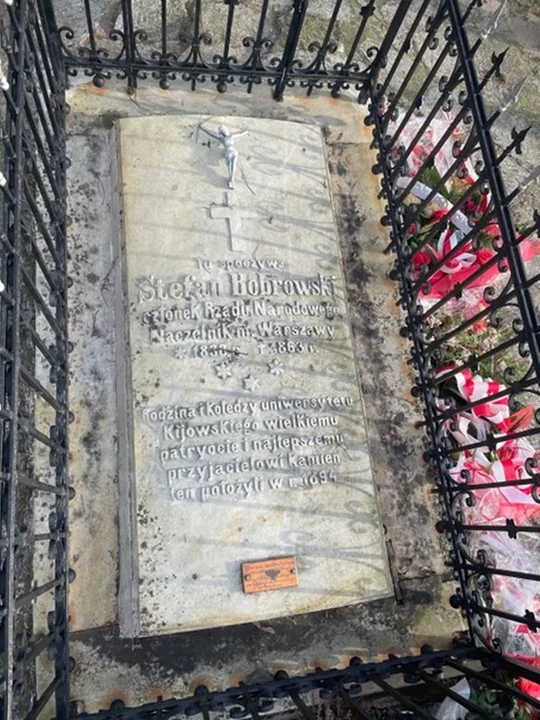 Tu spoczywa
Stefan Bobrowski
członek Rządu Narodowego
Naczelnik m. Warszawy
* 1840 r. † 1863 r.
Rodzina i koledzy uniwersytetu
Kijowskiego wielkiemu
patryocie i najlepszemu
przyjacielowi kamień
ten położyli w r. 1894